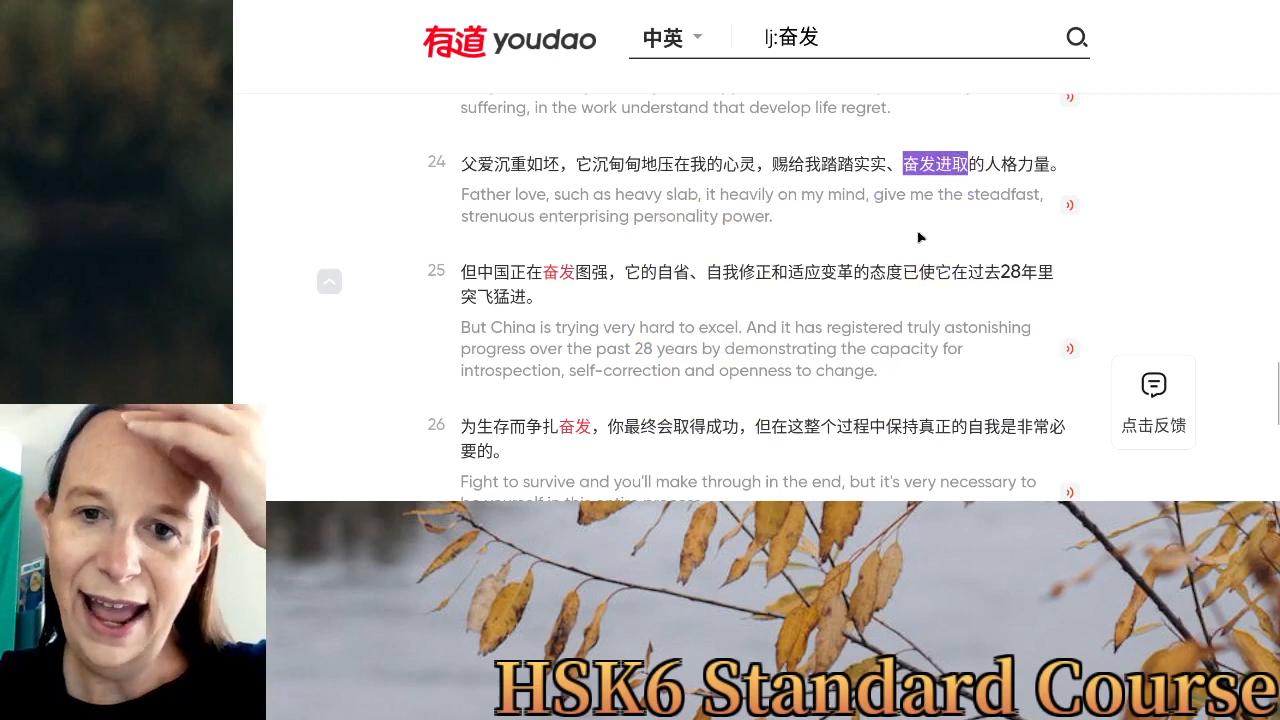 有道 youdao
中英
lj:奋发
suffering, in the work understand that develop life regret.
24
父爱沉重如坯，它沉甸甸地压在我的心灵，赐给我踏踏实实、奋发进取的人格力量。
Father love, such as heavy slab, it heavily on my mind, give me the steadfast,
strenuous enterprising personality power.
25
但中国正在奋发图强，它的自省、自我修正和适应变革的态度已使它在过去28年里
突飞猛进。
But China is trying very hard to excel. And it has registered truly astonishing
progress over the past 28 years by demonstrating the capacity for
introspection, self-correction and openness to change.
26
为生存而争扎奋发，你最终会取得成功，但在这整个过程中保持真正的自我是非常必
要的。
Fight to survive and you'll make through in the end, but it's very necessary to
点击反馈
HSK6 Standard Course